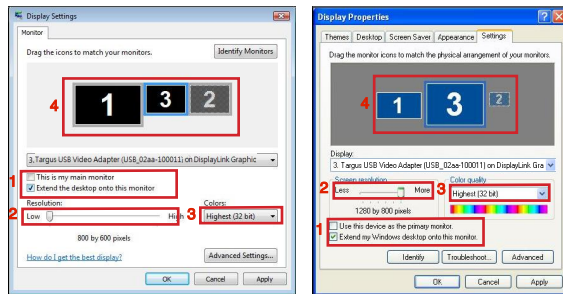 Display Settings
Monitor
Drag the icons to match your monitors.
Identify Monitors
4
1
3
2
3. Targus USB Video Adapter (USB_02aa-100011) on DisplayLink Graphic
1
This is my main monitor
Extend the desktop onto this monitor
Resolution:
Colors:
2
Low
High
3
Highest (32 bit)
800 by 600 pixels
How do I get the best display?
Advanced Settings...
OK
Cancel
Apply
Display Properties
Themes
Desktop
Screen Saver
Appearance
Settings
Drag the monitor icons to match the physical arrangement of your monitors.
4
1
3
2
Display:
3. Targus USB Video Adapter (USB_02aa-100011) on DisplayLink Gra
Screen resolution
Color quality
2
Less
More
3
Highest (32 bit)
1280 by 800 pixels
1
Use this device as the primary monitor.
Extend my Windows desktop onto this monitor.
Identify
Troubleshoot...
Advanced
OK
Cancel
Apply